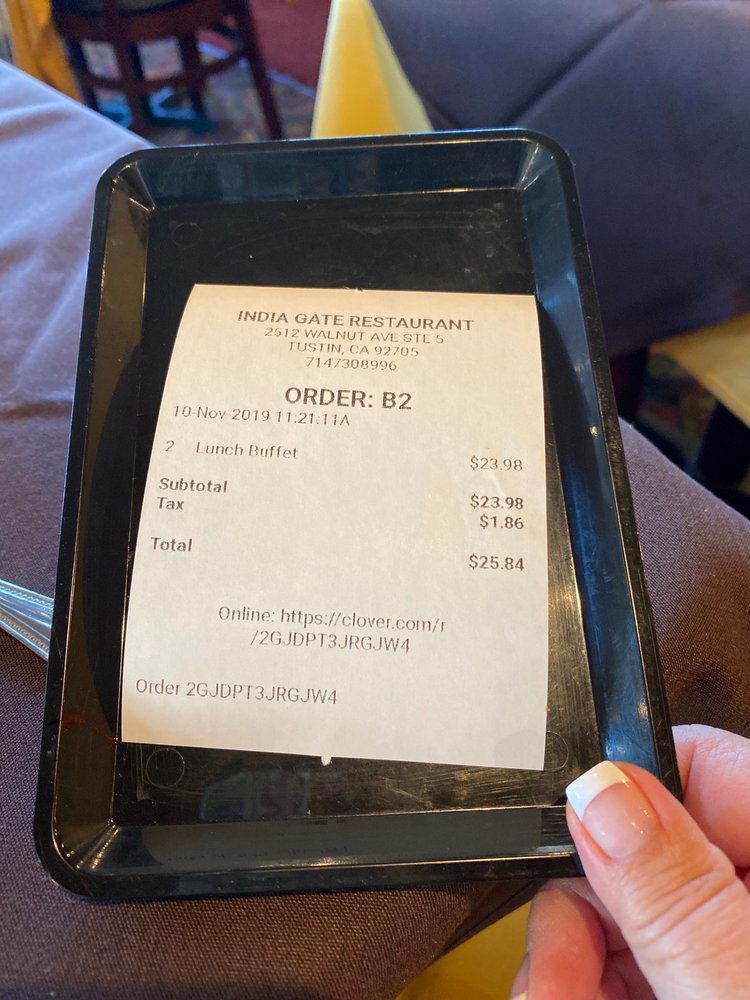 INDIA GATE RESTAURANT
2512 WALNUT AVE STE 5
TUSTIN, CA 92705
7147308996
ORDER: B2
10-Nov-2019 11:21:11A
2 Lunch Buffet $23.98
Subtotal $23.98
Tax $1.86
Total $25.84
Online: https://clover.com/r
/2GJDPT3JRGJW4
Order 2GJDPT3JRGJW4